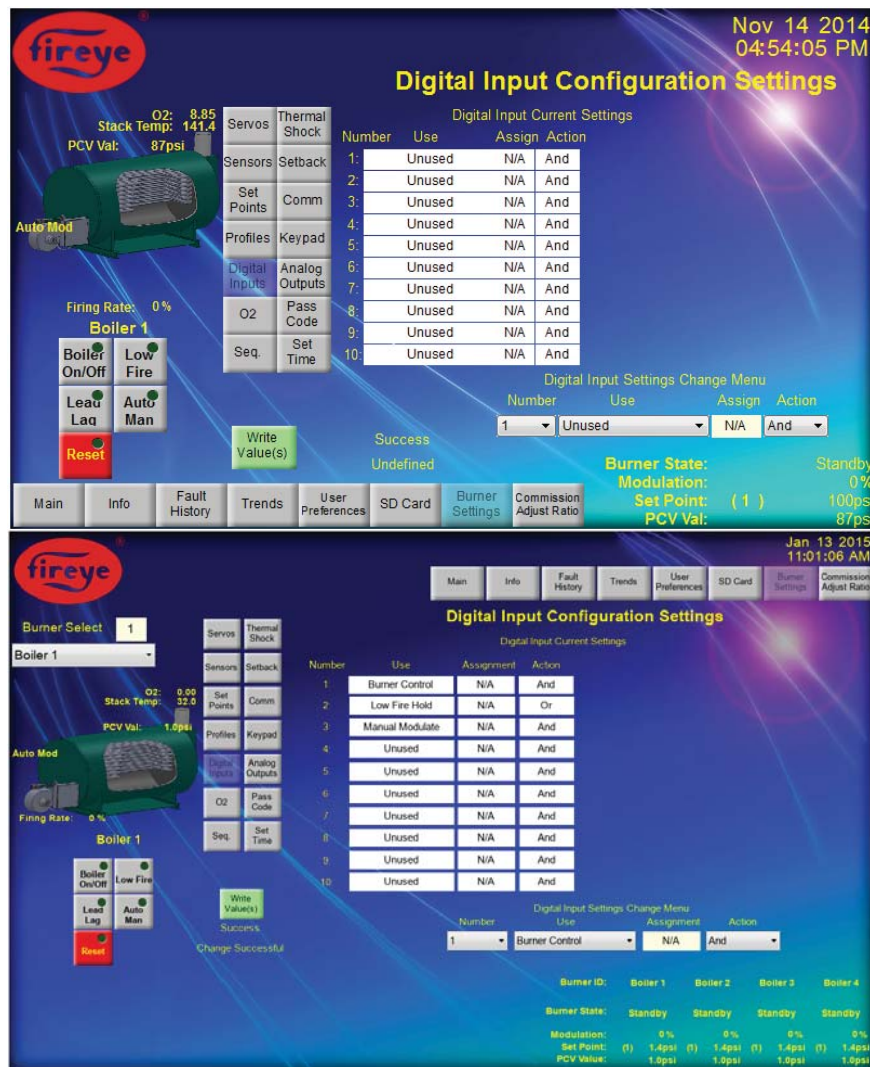 fireye
Nov 14 2014
04:54:05 PM
Digital Input Configuration Settings
O2: 8.85
Stack Temp: 141.4
PCV Val: 87psi
Auto Mod
Firing Rate: 0 %
Boiler 1
Boiler On/Off
Low Fire
Lead Lag
Auto Man
Reset
Servos
Thermal Shock
Sensors
Setback
Set Points
Comm
Profiles
Keypad
Digital Inputs
Analog Outputs
O2
Pass Code
Seq.
Set Time
Write Value(s)
Success
Undefined
Digital Input Current Settings
Number Use Assign Action
1: Unused N/A And
2: Unused N/A And
3: Unused N/A And
4: Unused N/A And
5: Unused N/A And
6: Unused N/A And
7: Unused N/A And
8: Unused N/A And
9: Unused N/A And
10: Unused N/A And
Digital Input Settings Change Menu
Number Use Assign Action
1 Unused N/A And
Burner State: Standby
Modulation: 0%
Set Point: ( 1 ) 100ps
PCV Val: 87ps
Main
Info
Fault History
Trends
User Preferences
SD Card
Burner Settings
Commission Adjust Ratio
fireye
Jan 13 2015
11:01:06 AM
Main
Info
Fault History
Trends
User Preferences
SD Card
Burner Settings
Commission Adjust Ratio
Digital Input Configuration Settings
Burner Select 1
Boiler 1
O2: 0.00
Stack Temp: 32.0
PCV Val: 1.0psi
Auto Mod
Firing Rate: 0 %
Boiler 1
Boiler On/Off
Low Fire
Lead Lag
Auto Man
Reset
Servos
Thermal Shock
Sensors
Setback
Set Points
Comm
Profiles
Keypad
Digital Inputs
Analog Outputs
O2
Pass Code
Seq.
Set Time
Write Value(s)
Success
Change Successful
Digital Input Current Settings
Number Use Assignment Action
1 Burner Control N/A And
2 Low Fire Hold N/A Or
3 Manual Modulate N/A And
4 Unused N/A And
5 Unused N/A And
6 Unused N/A And
7 Unused N/A And
8 Unused N/A And
9 Unused N/A And
10 Unused N/A And
Digital Input Settings Change Menu
Number Use Assignment Action
1 Burner Control N/A And
Burner ID: Boiler 1 Boiler 2 Boiler 3 Boiler 4
Burner State: Standby Standby Standby Standby
Modulation: 0% 0% 0% 0%
Set Point: (1) 1.4psi (1) 1.4psi (1) 1.4psi (1) 1.4psi
PCV Value: 1.0psi 1.0psi 1.0psi 1.0psi